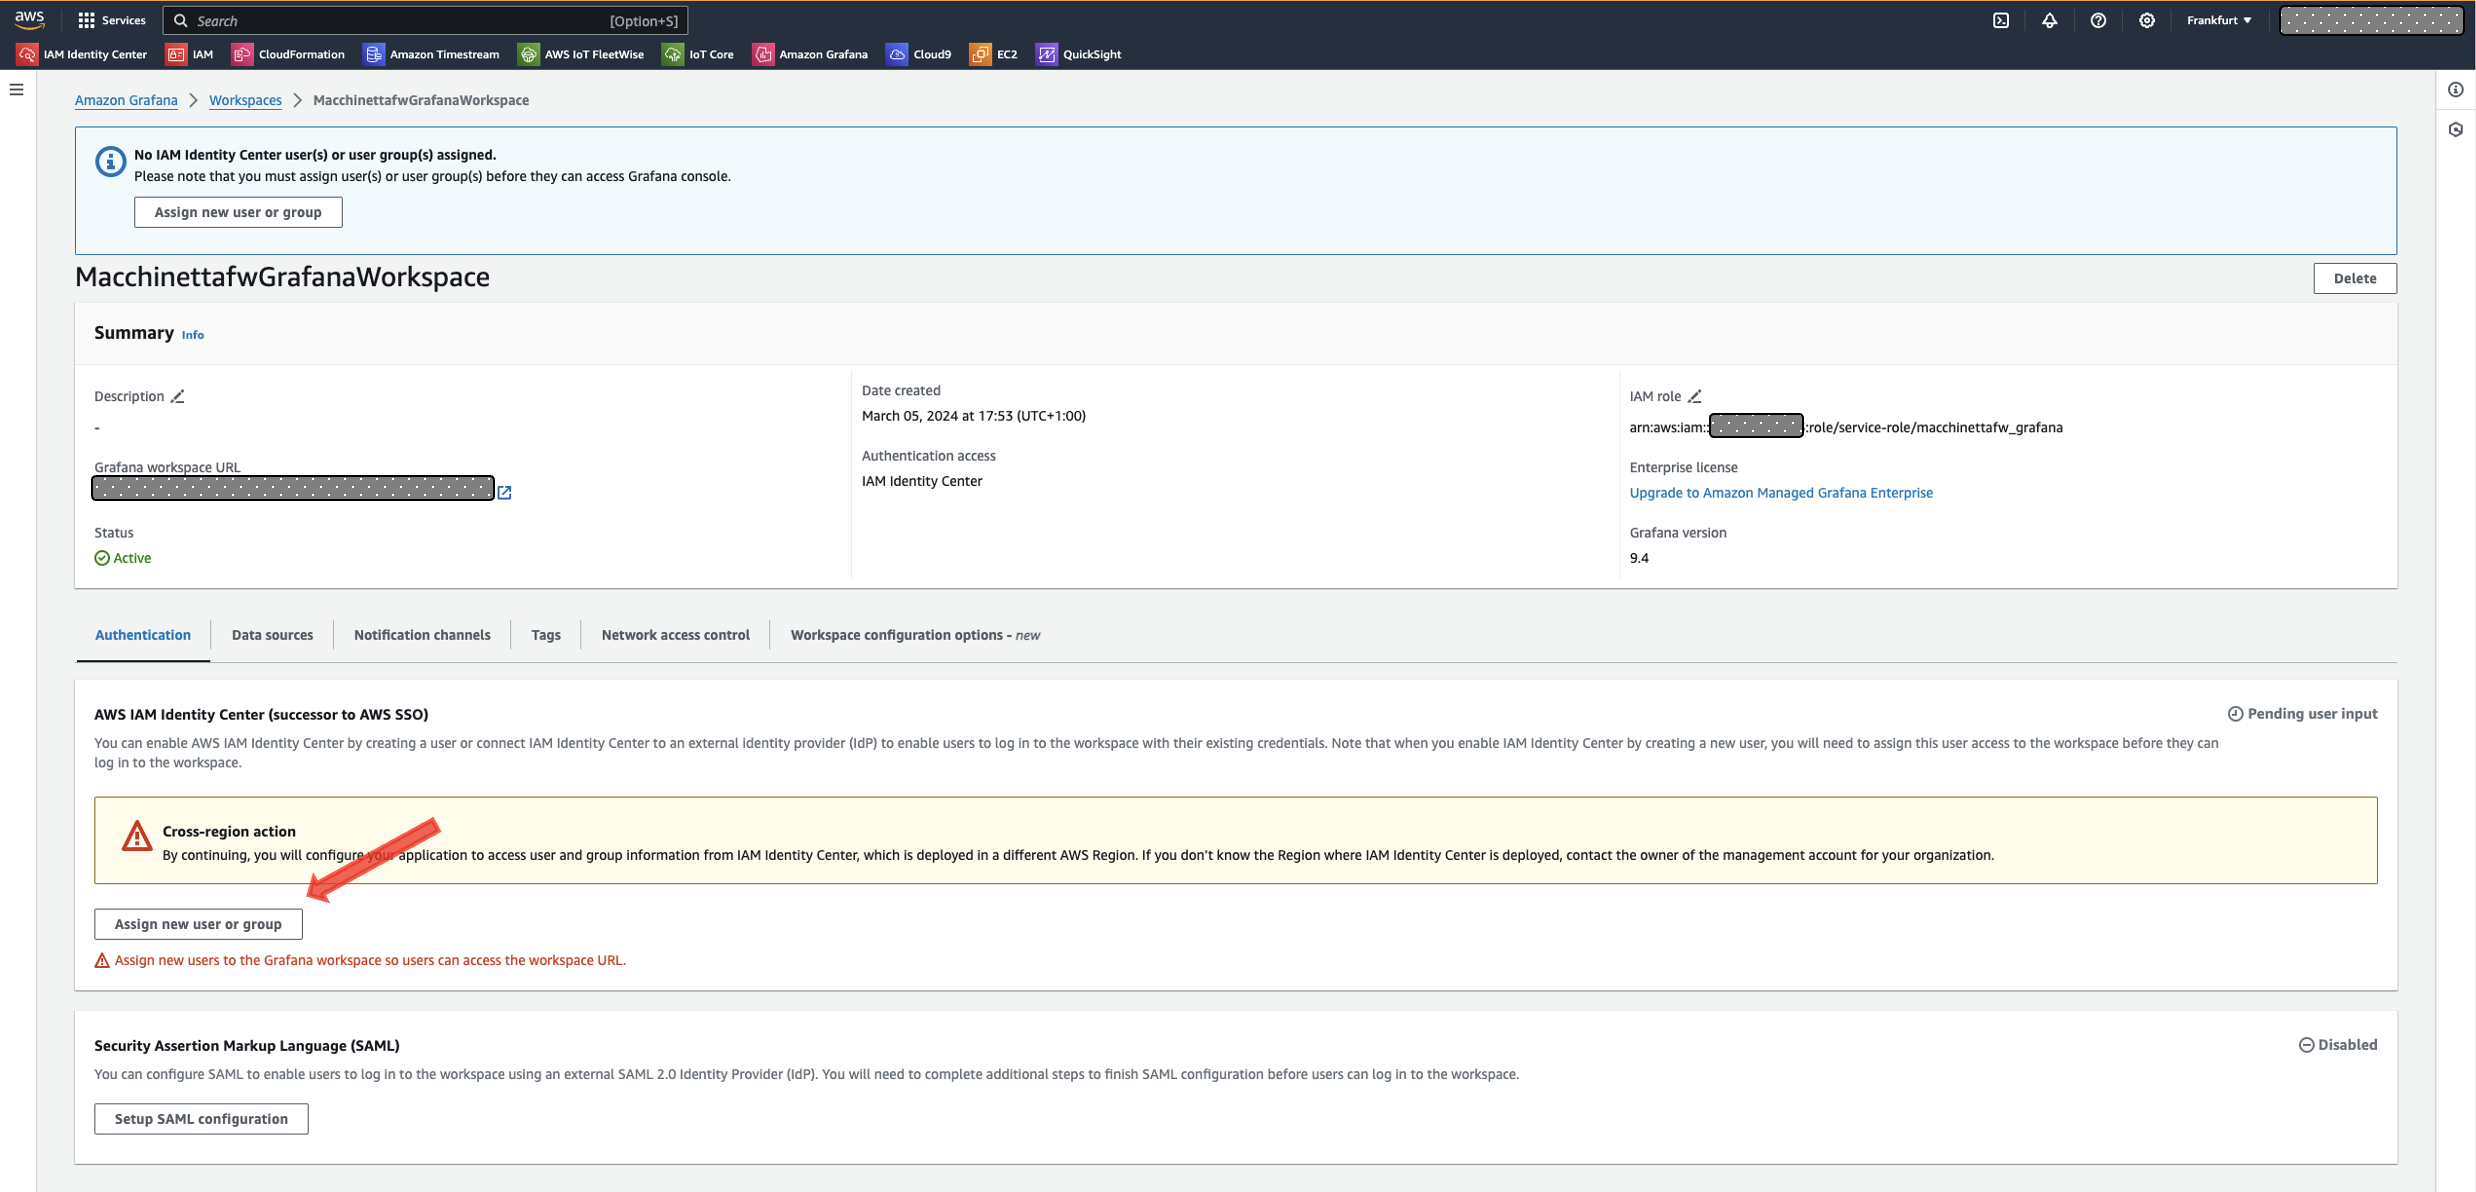 aws
Services
Search
[Option+S]
Frankfurt
IAM Identity Center
IAM
CloudFormation
Amazon Timestream
AWS IoT FleetWise
IoT Core
Amazon Grafana
Cloud9
EC2
QuickSight
Amazon Grafana
Workspaces
MacchinettafwGrafanaWorkspace
No IAM Identity Center user(s) or user group(s) assigned.
Please note that you must assign user(s) or user group(s) before they can access Grafana console.
Assign new user or group
MacchinettafwGrafanaWorkspace
Delete
Summary Info
Description
-
Grafana workspace URL
Status
Active
Date created
March 05, 2024 at 17:53 (UTC+1:00)
Authentication access
IAM Identity Center
IAM role
arn:aws:iam: :role/service-role/macchinettafw_grafana
Enterprise license
Upgrade to Amazon Managed Grafana Enterprise
Grafana version
9.4
Authentication
Data sources
Notification channels
Tags
Network access control
Workspace configuration options - new
AWS IAM Identity Center (successor to AWS SSO)
Pending user input
You can enable AWS IAM Identity Center by creating a user or connect IAM Identity Center to an external identity provider (IdP) to enable users to log in to the workspace with their existing credentials. Note that when you enable IAM Identity Center by creating a new user, you will need to assign this user access to the workspace before they can
log in to the workspace.
Cross-region action
By continuing, you will configure your application to access user and group information from IAM Identity Center, which is deployed in a different AWS Region. If you don't know the Region where IAM Identity Center is deployed, contact the owner of the management account for your organization.
Assign new user or group
Assign new users to the Grafana workspace so users can access the workspace URL.
Security Assertion Markup Language (SAML)
Disabled
You can configure SAML to enable users to log in to the workspace using an external SAML 2.0 Identity Provider (IdP). You will need to complete additional steps to finish SAML configuration before users can log in to the workspace.
Setup SAML configuration